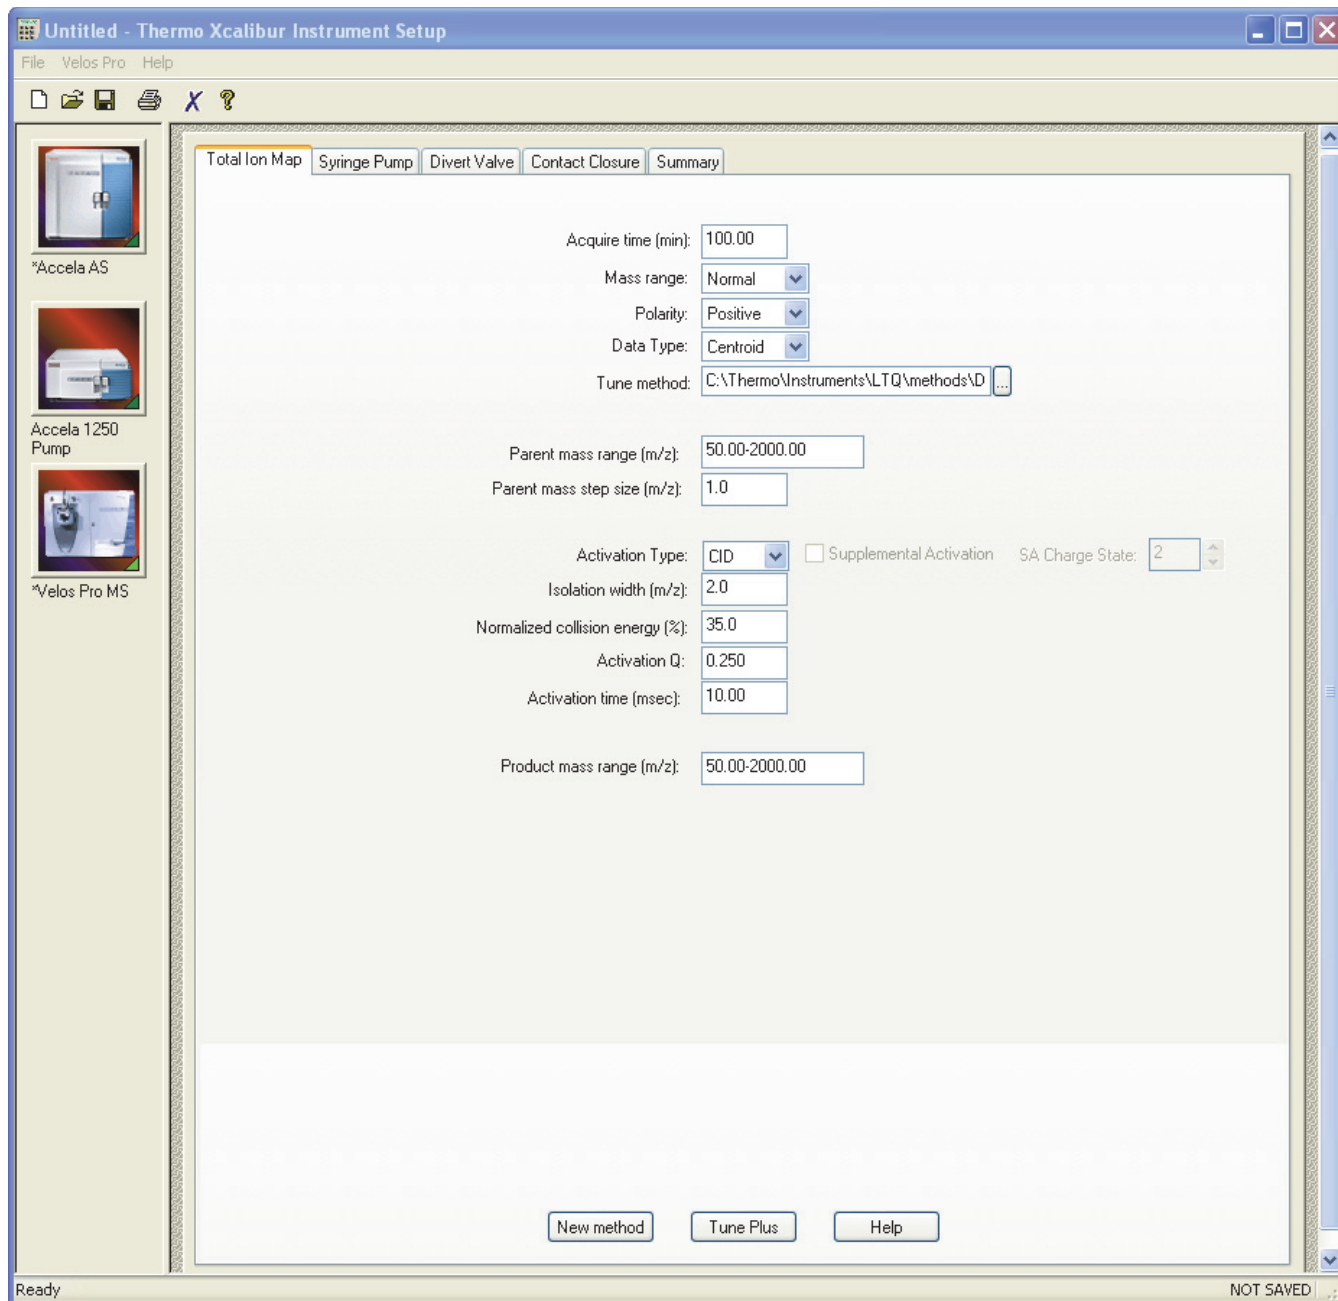 Untitled - Thermo Xcalibur Instrument Setup
File Velos Pro Help
*Accela AS
Accela 1250
Pump
*Velos Pro MS
Total Ion Map Syringe Pump Divert Valve Contact Closure Summary
Acquire time (min): 100.00
Mass range: Normal
Polarity: Positive
Data Type: Centroid
Tune method: C:\Thermo\Instruments\LTQ\methods\D ...
Parent mass range (m/z): 50.00-2000.00
Parent mass step size (m/z): 1.0
Activation Type: CID Supplemental Activation SA Charge State: 2
Isolation width (m/z): 2.0
Normalized collision energy (%): 35.0
Activation Q: 0.250
Activation time (msec): 10.00
Product mass range (m/z): 50.00-2000.00
New method Tune Plus Help
Ready NOT SAVED